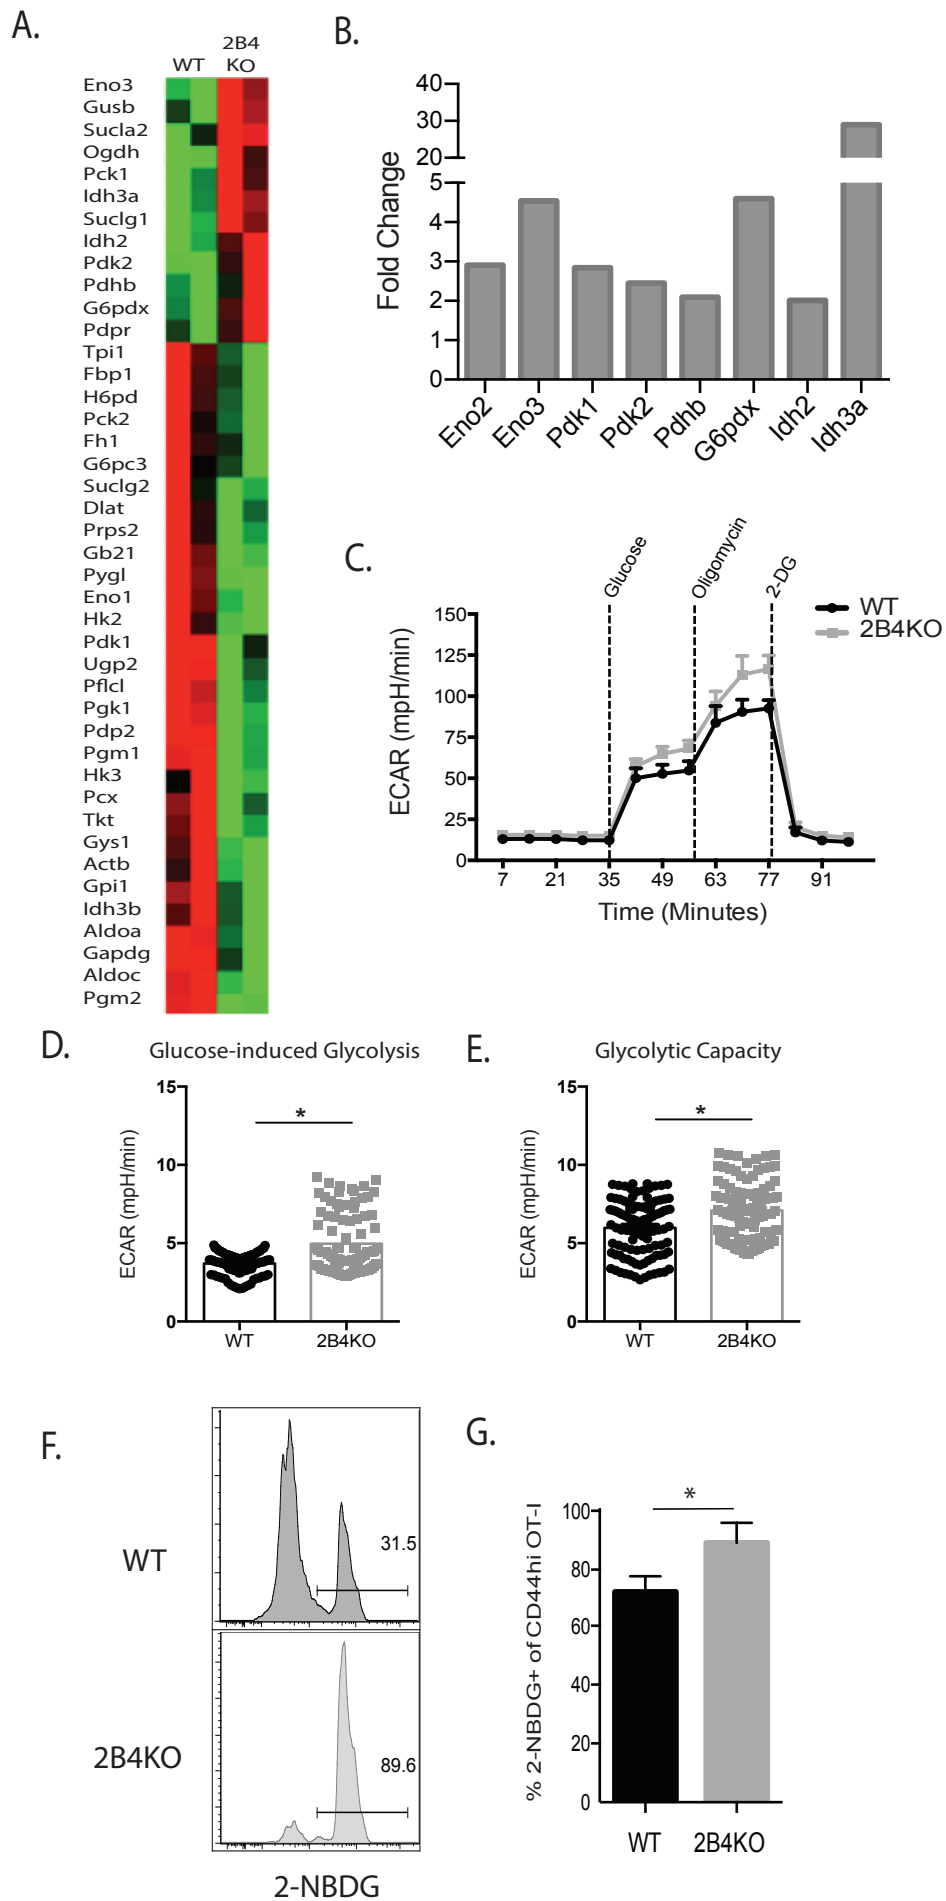 A.
WT
2B4
KO
Eno3
Gusb
Sucla2
Ogdh
Pck1
Idh3a
Suclg1
Idh2
Pdk2
Pdhb
G6pdx
Pdpr
Tpi1
Fbp1
H6pd
Pck2
Fh1
G6pc3
Suclg2
Dlat
Prps2
Gb21
Pygl
Eno1
Hk2
Pdk1
Ugp2
Pflcl
Pgk1
Pdp2
Pgm1
Hk3
Pcx
Tkt
Gys1
Actb
Gpi1
Idh3b
Aldoa
Gapdg
Aldoc
Pgm2
B.
Fold Change
40
30
20
5
4
3
2
1
0
Eno2
Eno3
Pdk1
Pdk2
Pdhb
G6pdx
Idh2
Idh3a
C.
Glucose
Oligomycin
2-DG
WT
2B4KO
ECAR (mpH/min)
150
125
100
75
50
25
0
7
21
35
49
63
77
91
Time (Minutes)
D.
Glucose-induced Glycolysis
ECAR (mpH/min)
15
10
5
0
*
WT
2B4KO
E.
Glycolytic Capacity
ECAR (mpH/min)
15
10
5
0
*
WT
2B4KO
F.
WT
31.5
2B4KO
89.6
2-NBDG
G.
% 2-NBDG+ of CD44hi OT-I
100
80
60
40
20
0
*
WT
2B4KO